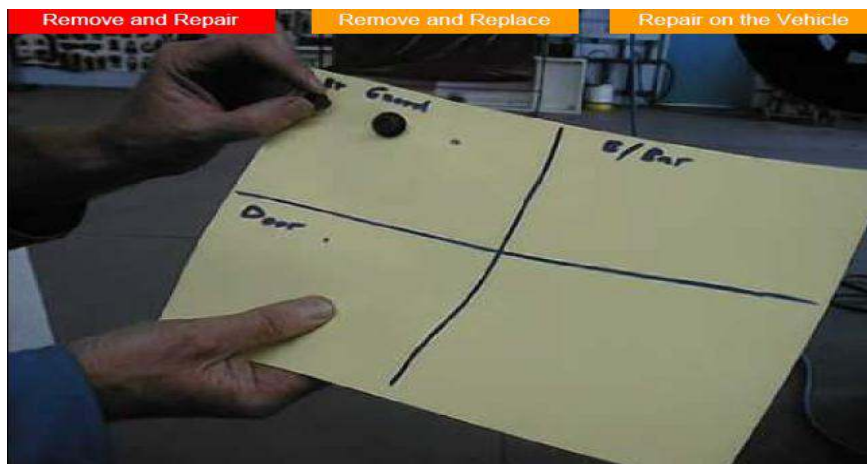 Remove and Repair
Remove and Replace
Repair on the Vehicle
Guard
B/Bar
Door